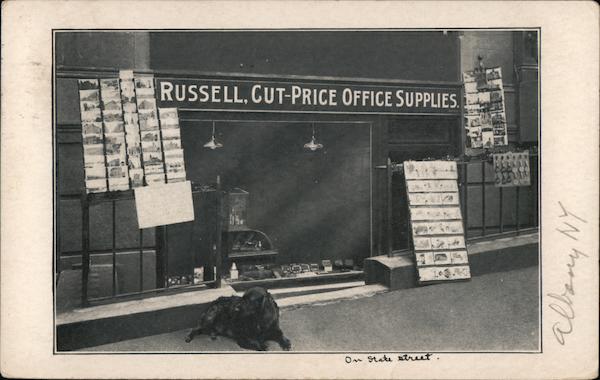 RUSSELL, CUT-PRICE OFFICE SUPPLIES.
Albany NY
On State street.